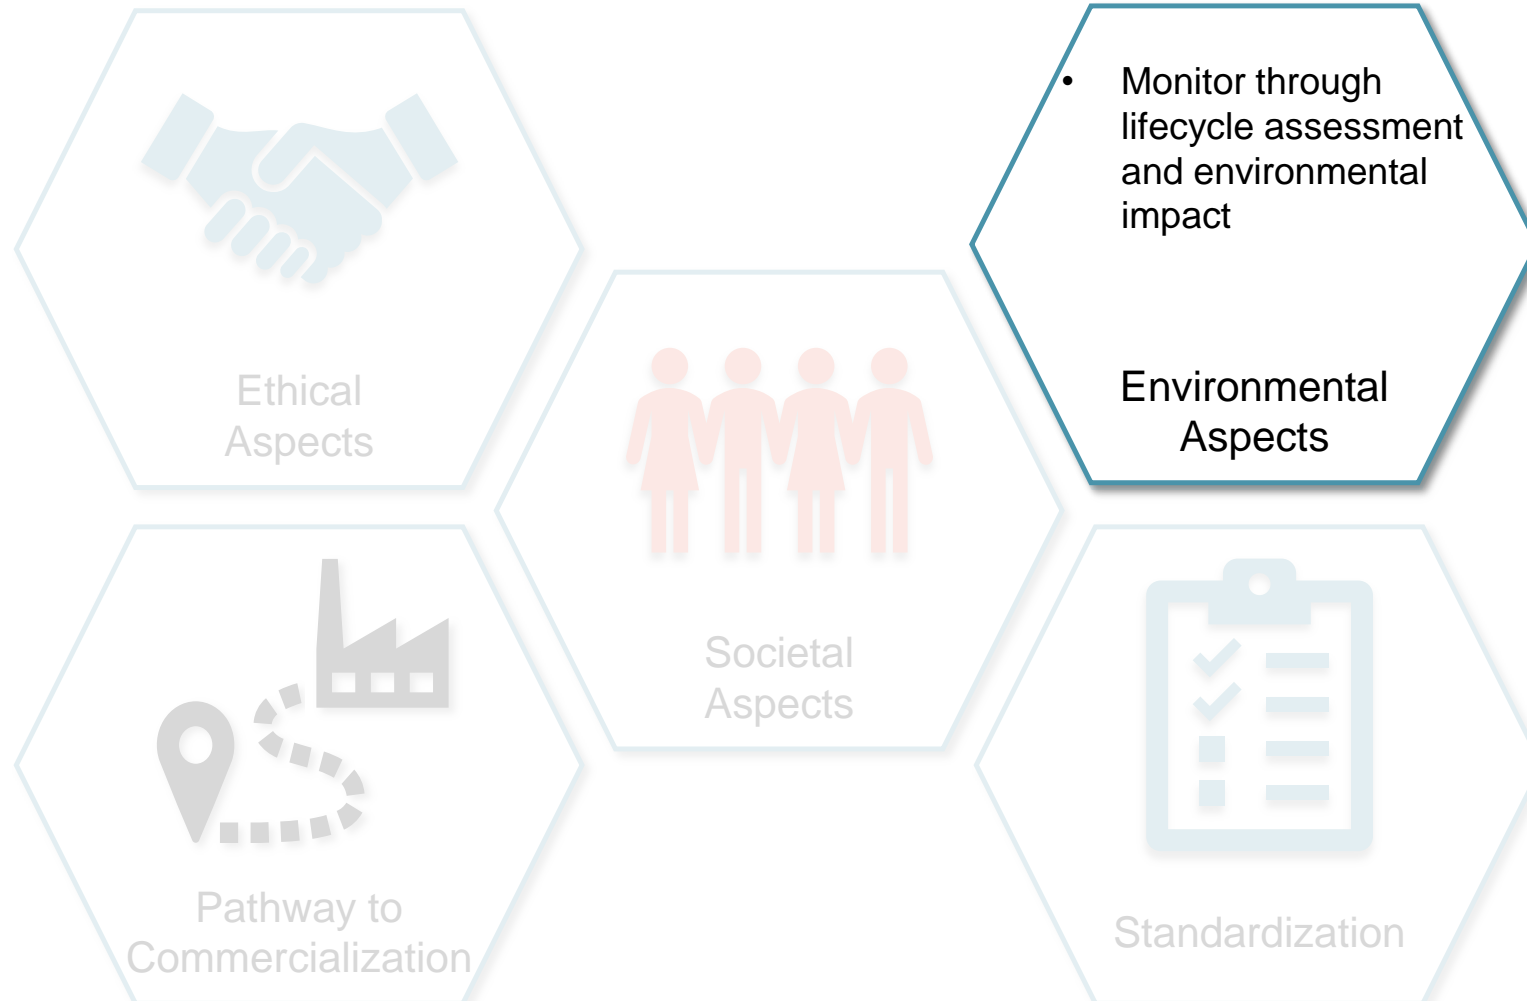 Ethical
Aspects
• Monitor through
lifecycle assessment
and environmental
impact
Environmental
Aspects
Societal
Aspects
Pathway to
Commercialization
Standardization